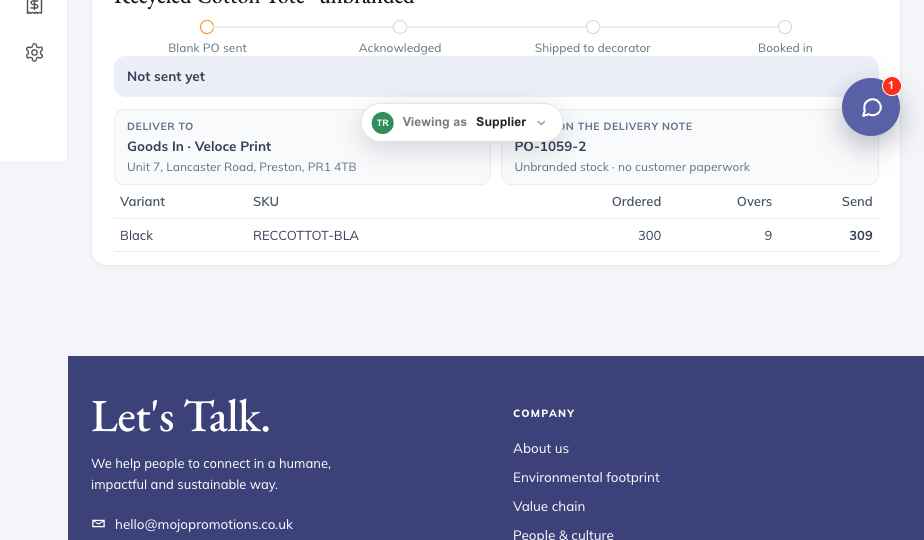 Recycled Cotton Tote unbranded
Blank PO sent
Acknowledged
Shipped to decorator
Booked in
Not sent yet
1
TR Viewing as Supplier
DELIVER TO
Goods In · Veloce Print
Unit 7, Lancaster Road, Preston, PR1 4TB
ON THE DELIVERY NOTE
PO-1059-2
Unbranded stock · no customer paperwork
Variant SKU Ordered Overs Send
Black RECCOTTOT-BLA 300 9 309
Let's Talk.
We help people to connect in a humane,
impactful and sustainable way.
hello@mojopromotions.co.uk
COMPANY
About us
Environmental footprint
Value chain
People & culture